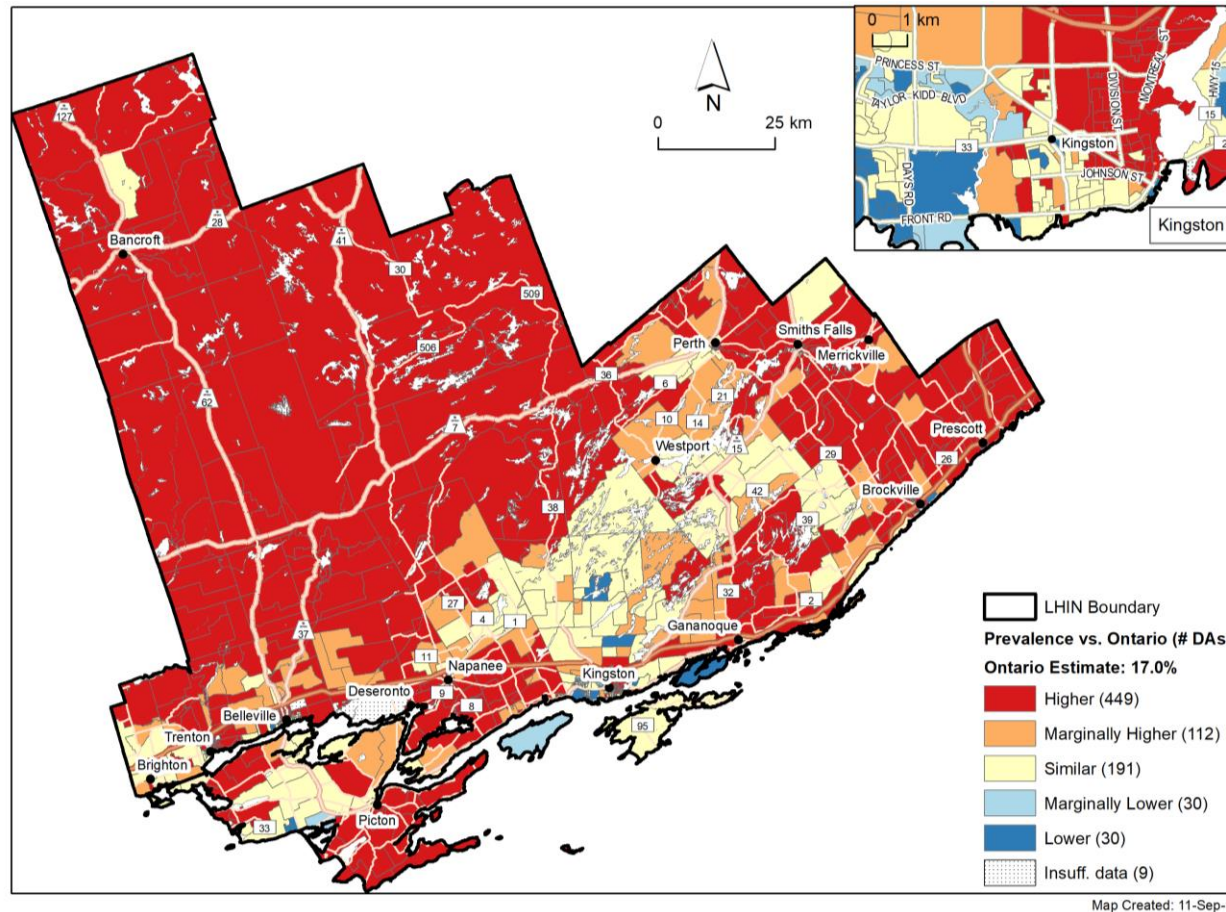 0 1 km
PRINCESS ST
TAYLOR KIDD BLVD
DIVISION ST
MONTREAL ST
HWY 15
15
2
33
Kingston
DAYS RD
JOHNSON ST
FRONT RD
Kingston
N
0 25 km
127
28
Bancroft
41
30
509
506
62
7
36
Perth
Smiths Falls
Merrickville
6
21
10
14
Westport
15
29
Prescott
26
42
Brockville
38
39
27
4
1
32
2
37
11
Gananoque
Napanee
Kingston
Deseronto
9
8
Belleville
95
Trenton
Brighton
33
Picton
LHIN Boundary
Prevalence vs. Ontario (# DAs
Ontario Estimate: 17.0%
Higher (449)
Marginally Higher (112)
Similar (191)
Marginally Lower (30)
Lower (30)
Insuff. data (9)
Map Created: 11-Sep-